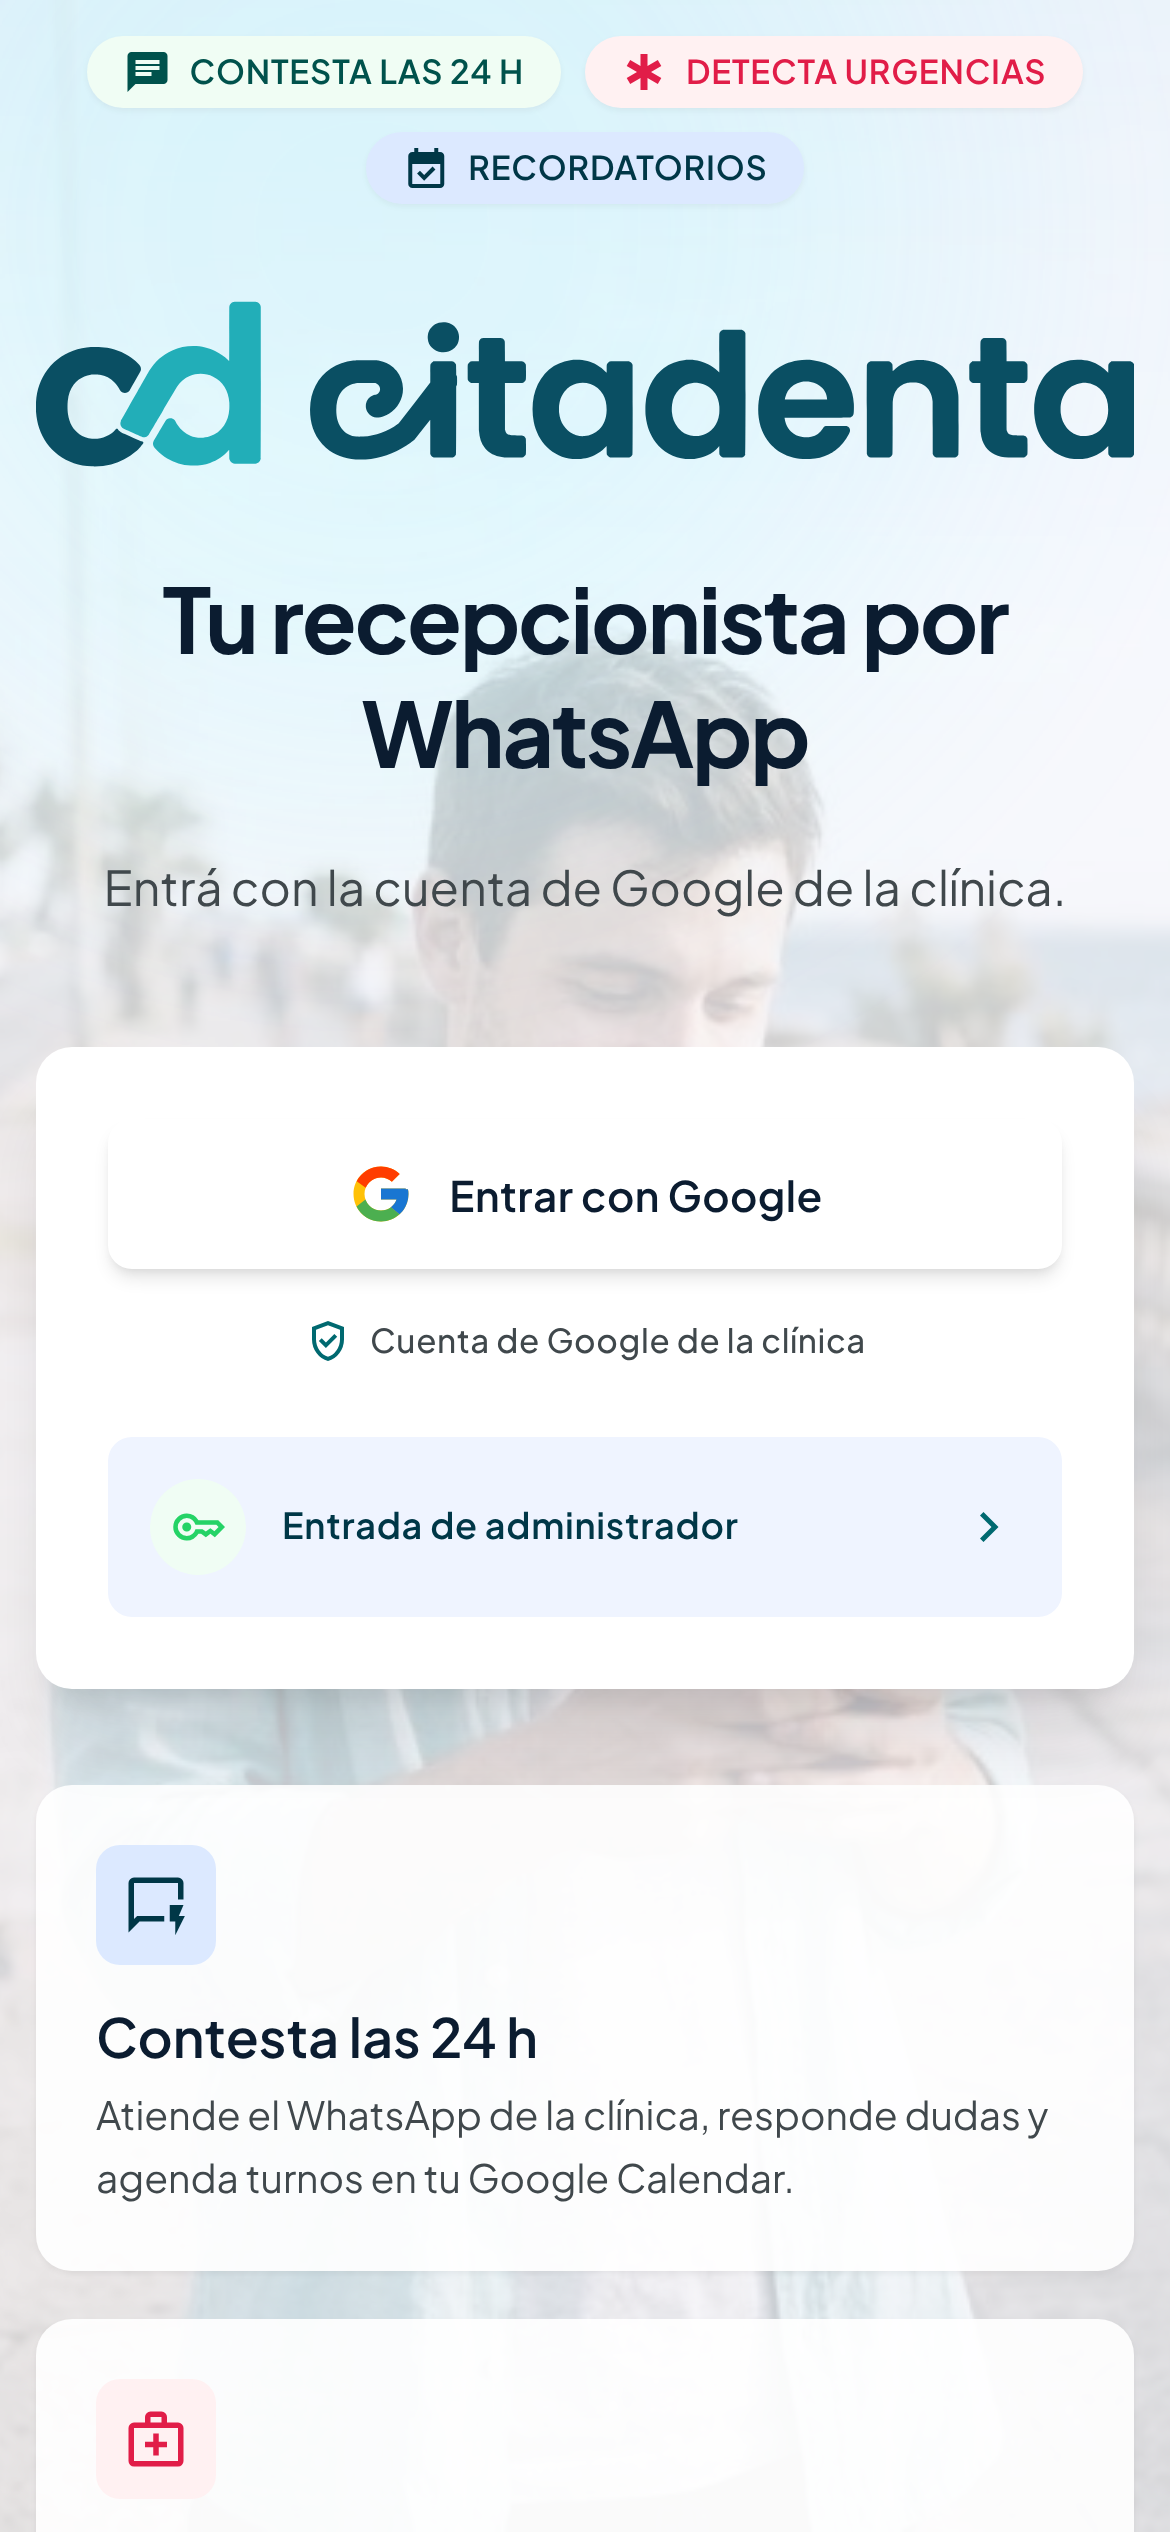 CONTESTA LAS 24 H
DETECTA URGENCIAS
RECORDATORIOS
cd citadenta
Tu recepcionista por
WhatsApp
Entrá con la cuenta de Google de la clínica.
Entrar con Google
Cuenta de Google de la clínica
Entrada de administrador
Contesta las 24 h
Atiende el WhatsApp de la clínica, responde dudas y
agenda turnos en tu Google Calendar.